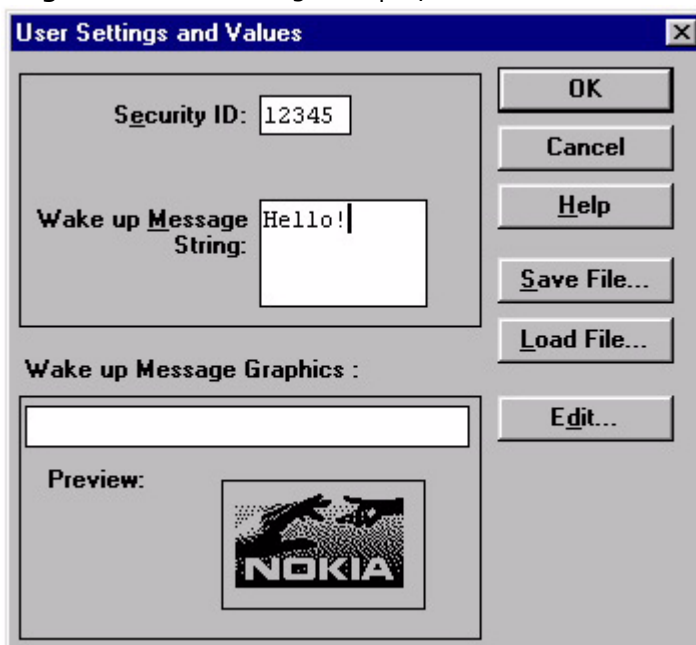 User Settings and Values
Security ID: 12345
Wake up Message String: Hello!
OK
Cancel
Help
Save File...
Load File...
Wake up Message Graphics :
Edit...
Preview:
NOKIA